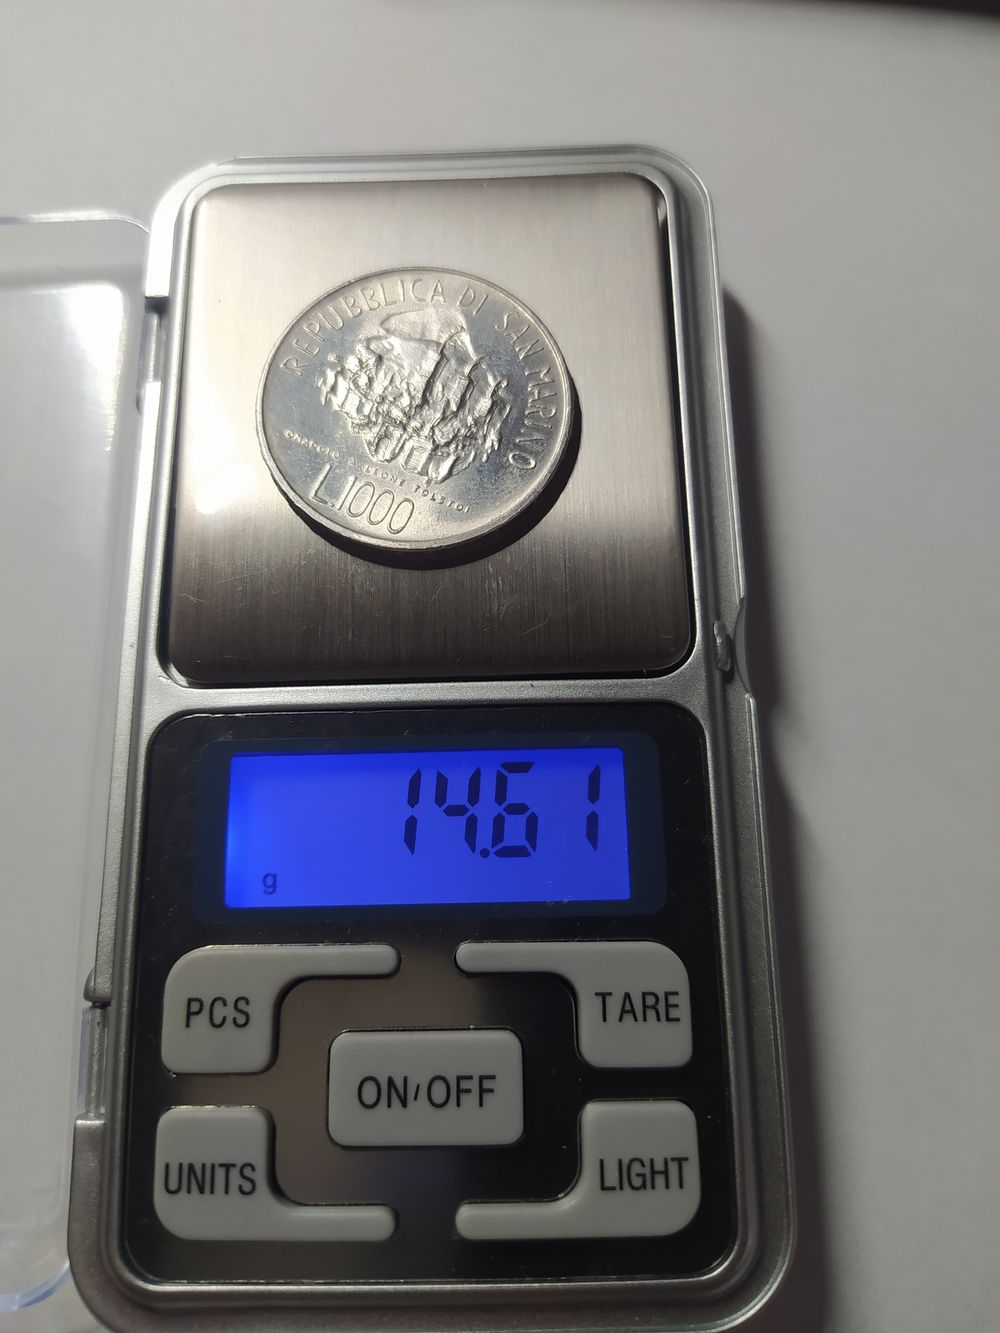 REPUBBLICA DI SAN MARINO
OMAGGIO A LEONE TOLSTOI
L.1000
14.61
g
PCS
TARE
ON/OFF
UNITS
LIGHT